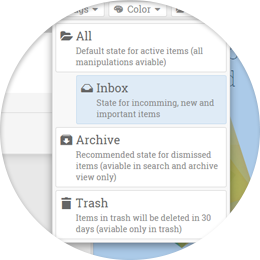 Color
All
Default state for active items (all
manipulations aviable)
Inbox
State for incomming, new and
important items
Archive
Recommended state for dismissed
items (aviable in search and archive
view only)
Trash
Items in trash will be deleted in 30
days (aviable only in trash)